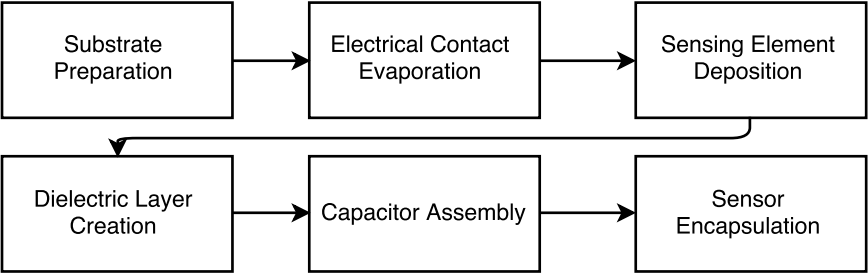 Substrate
Preparation
Electrical Contact
Evaporation
Sensing Element
Deposition
Dielectric Layer
Creation
Capacitor Assembly
Sensor
Encapsulation